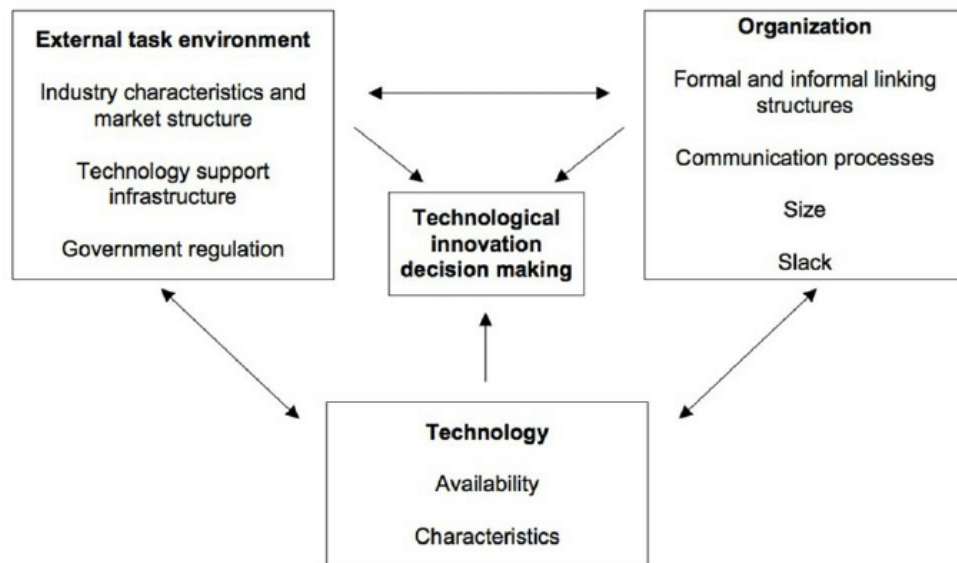 External task environment
Industry characteristics and
market structure
Technology support
infrastructure
Government regulation
Organization
Formal and informal linking
structures
Communication processes
Size
Slack
Technological
innovation
decision making
Technology
Availability
Characteristics